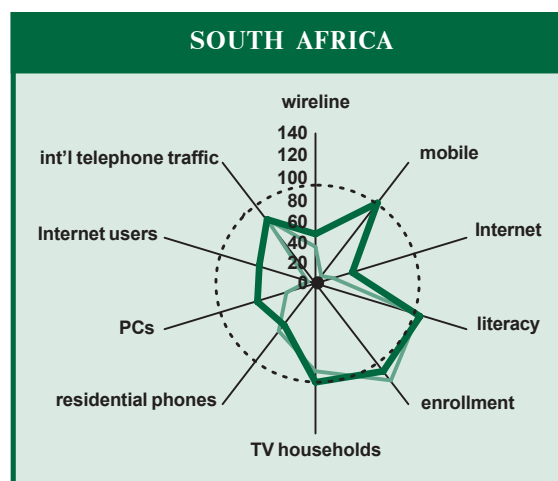 SOUTH AFRICA
wireline
140
120
100
80
60
40
20
0
mobile
Internet
literacy
enrollment
TV households
residential phones
PCs
Internet users
int'l telephone traffic